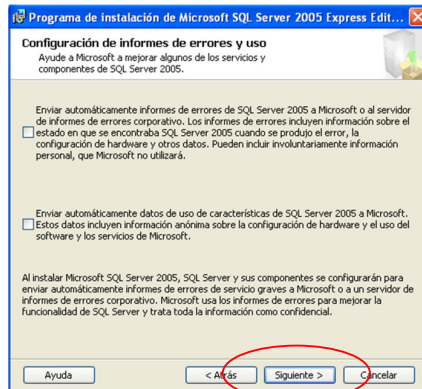 Programa de instalación de Microsoft SQL Server 2005 Express Edit...
Configuración de informes de errores y uso
Ayude a Microsoft a mejorar algunos de los servicios y
componentes de SQL Server 2005.
Enviar automáticamente informes de errores de SQL Server 2005 a Microsoft o al servidor
de informes de errores corporativo. Los informes de errores incluyen información sobre el
estado en que se encontraba SQL Server 2005 cuando se produjo el error, la
configuración de hardware y otros datos. Pueden incluir involuntariamente información
personal, que Microsoft no utilizará.
Enviar automáticamente datos de uso de características de SQL Server 2005 a Microsoft.
Estos datos incluyen información anónima sobre la configuración de hardware y el uso del
software y los servicios de Microsoft.
Al instalar Microsoft SQL Server 2005, SQL Server y sus componentes se configurarán para
enviar automáticamente informes de errores de servicio graves a Microsoft o a un servidor de
informes de errores corporativo. Microsoft usa los informes de errores para mejorar la
funcionalidad de SQL Server y trata toda la información como confidencial.
Ayuda < Atrás Siguiente > Cancelar